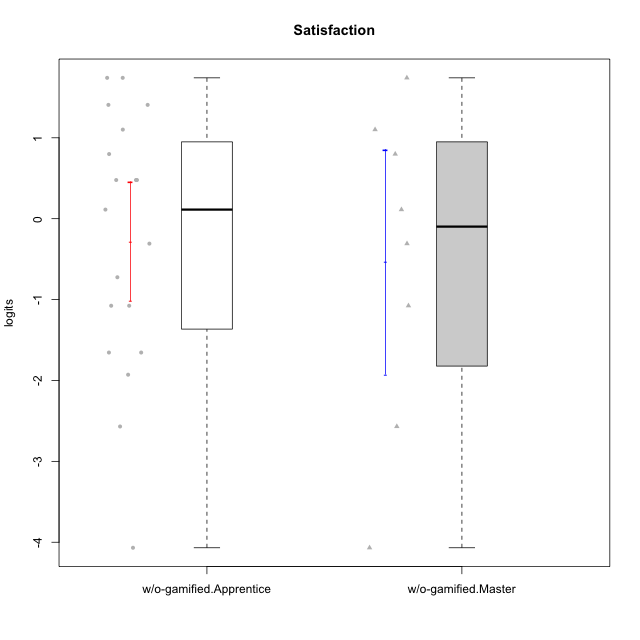 Satisfaction
logits
1
0
-1
-2
-3
-4
w/o-gamified.Apprentice
w/o-gamified.Master